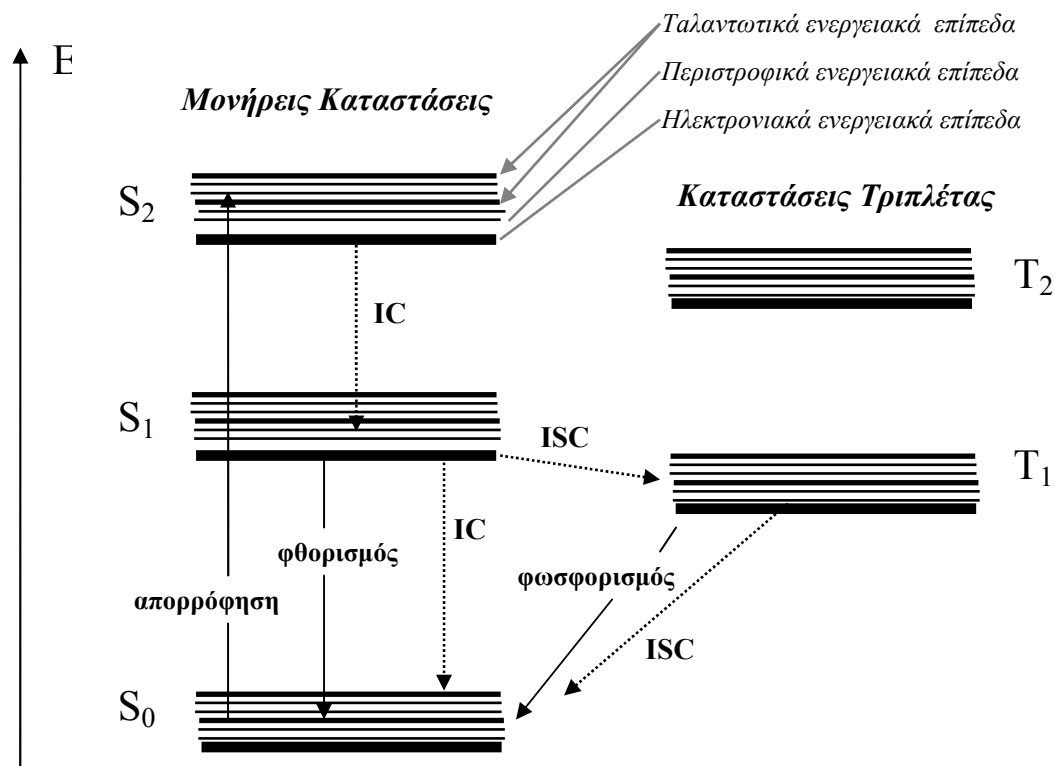 Ταλαντωτικά ενεργειακά επίπεδα
E
Περιστροφικά ενεργειακά επίπεδα
Μονήρεις Καταστάσεις
Ηλεκτρονιακά ενεργειακά επίπεδα
S2
Καταστάσεις Τριπλέτας
T2
IC
S1
ISC
T1
IC
φθορισμός
φωσφορισμός
απορρόφηση
ISC
S0